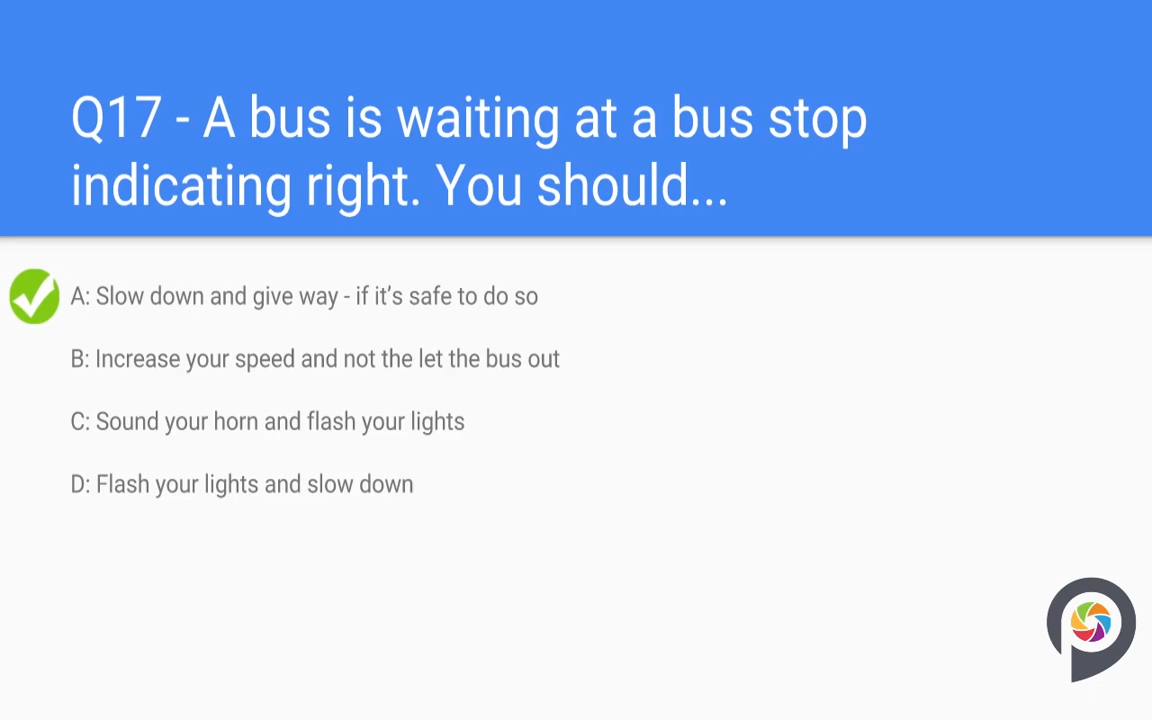 Q17 - A bus is waiting at a bus stop
indicating right. You should...
A: Slow down and give way - if it's safe to do so
B: Increase your speed and not the let the bus out
C: Sound your horn and flash your lights
D: Flash your lights and slow down